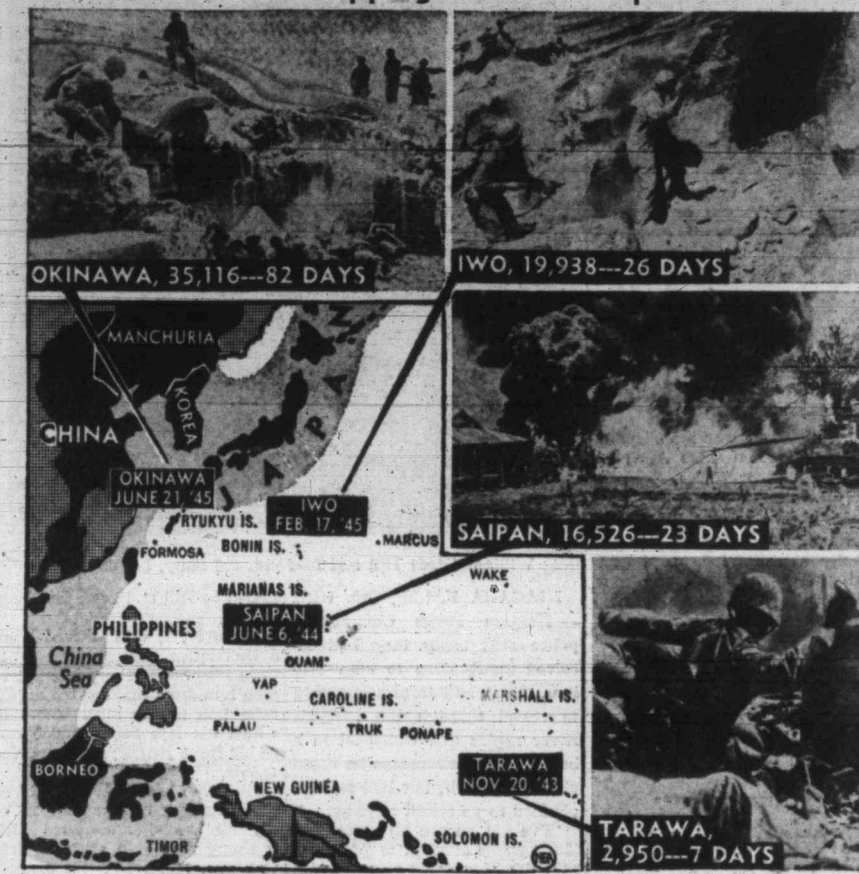 OKINAWA, 35,116---82 DAYS
IWO, 19,938---26 DAYS
SAIPAN, 16,526---23 DAYS
TARAWA,
2,950---7 DAYS
MANCHURIA
KOREA
CHINA
JAPAN
OKINAWA
JUNE 21, '45
IWO
FEB. 17, '45
RYUKYU IS.
FORMOSA
BONIN IS.
MARCUS
WAKE
MARIANAS IS.
SAIPAN
JUNE 6, '44
PHILIPPINES
China
Sea
GUAM
YAP
CAROLINE IS.
MARSHALL IS.
PALAU
TRUK
PONAPE
BORNEO
TARAWA
NOV. 20, '43
NEW GUINEA
SOLOMON IS.
TIMOR
NEA